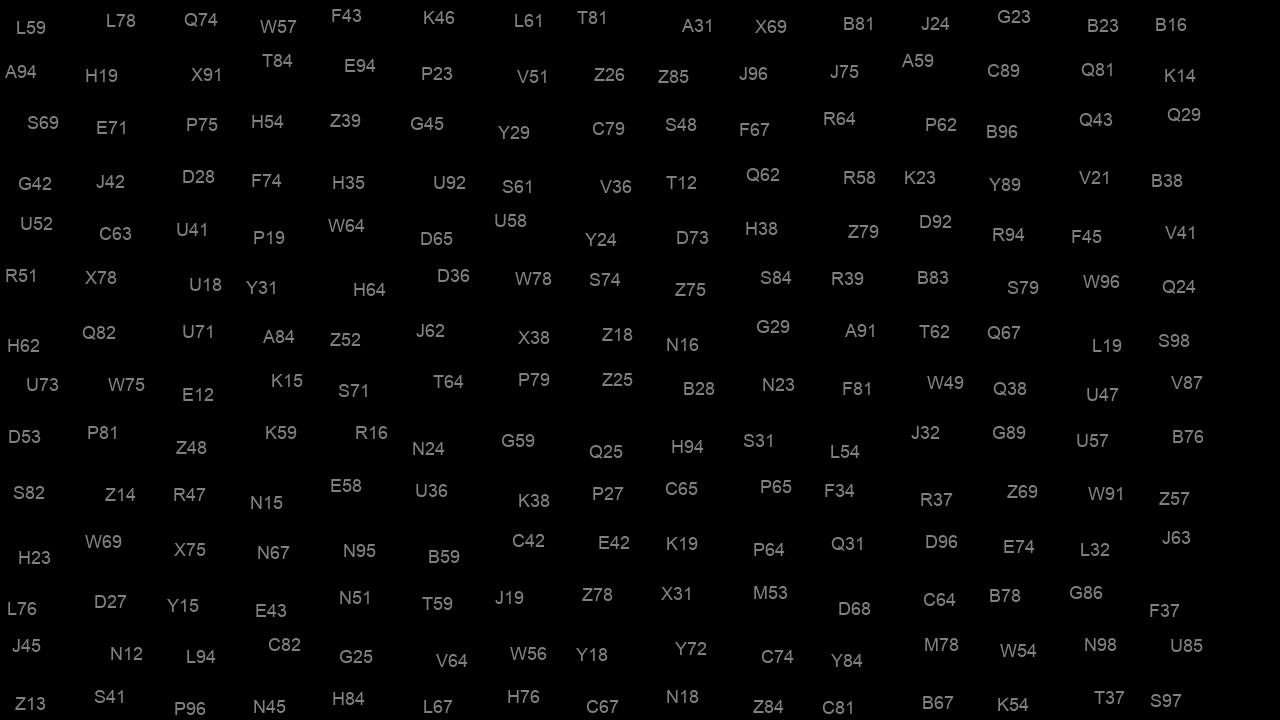 L59 L78 Q74 W57 F43 K46 L61 T81 A31 X69 B81 J24 G23 B23 B16
A94 H19 X91 T84 E94 P23 V51 Z26 Z85 J96 J75 A59 C89 Q81 K14
S69 E71 P75 H54 Z39 G45 Y29 C79 S48 F67 R64 P62 B96 Q43 Q29
G42 J42 D28 F74 H35 U92 S61 V36 T12 Q62 R58 K23 Y89 V21 B38
U52 C63 U41 P19 W64 D65 U58 Y24 D73 H38 Z79 D92 R94 F45 V41
R51 X78 U18 Y31 H64 D36 W78 S74 Z75 S84 R39 B83 S79 W96 Q24
H62 Q82 U71 A84 Z52 J62 X38 Z18 N16 G29 A91 T62 Q67 L19 S98
U73 W75 E12 K15 S71 T64 P79 Z25 B28 N23 F81 W49 Q38 U47 V87
D53 P81 Z48 K59 R16 N24 G59 Q25 H94 S31 L54 J32 G89 U57 B76
S82 Z14 R47 N15 E58 U36 K38 P27 C65 P65 F34 R37 Z69 W91 Z57
H23 W69 X75 N67 N95 B59 C42 E42 K19 P64 Q31 D96 E74 L32 J63
L76 D27 Y15 E43 N51 T59 J19 Z78 X31 M53 D68 C64 B78 G86 F37
J45 N12 L94 C82 G25 V64 W56 Y18 Y72 C74 Y84 M78 W54 N98 U85
Z13 S41 P96 N45 H84 L67 H76 C67 N18 Z84 C81 B67 K54 T37 S97